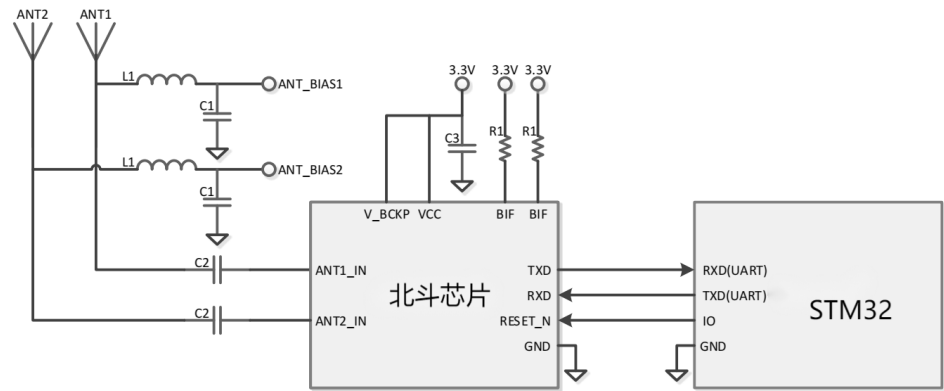 ANT2 ANT1
L1 ANT_BIAS1
C1
L1 ANT_BIAS2
C1
3.3V 3.3V 3.3V
C3 R1 R1
V_BCKP VCC BIF BIF
C2 ANT1_IN TXD RXD(UART)
北斗芯片 RXD TXD(UART) STM32
C2 ANT2_IN RESET_N IO
GND GND